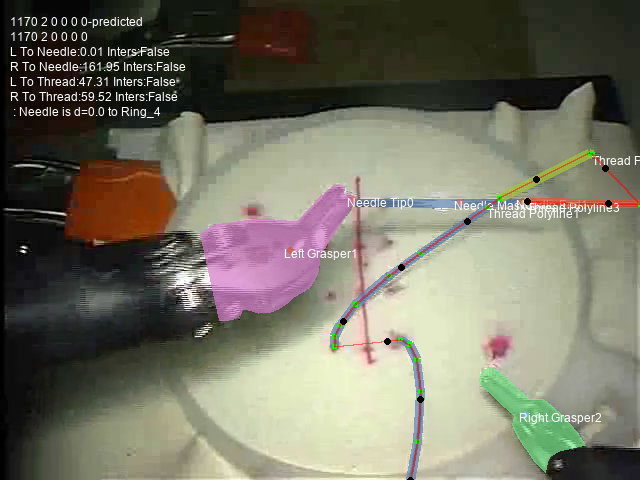 1170 2 0 0 0 0-predicted
1170 2 0 0 0 0
L To Needle:0.01 Inters:False
R To Needle:161.95 Inters:False
L To Thread:47.31 Inters:False
R To Thread:59.52 Inters:False
: Needle is d=0.0 to Ring_4
Thread P
Needle Tip0
Thread Polyline1
Left Grasper1
Right Grasper2